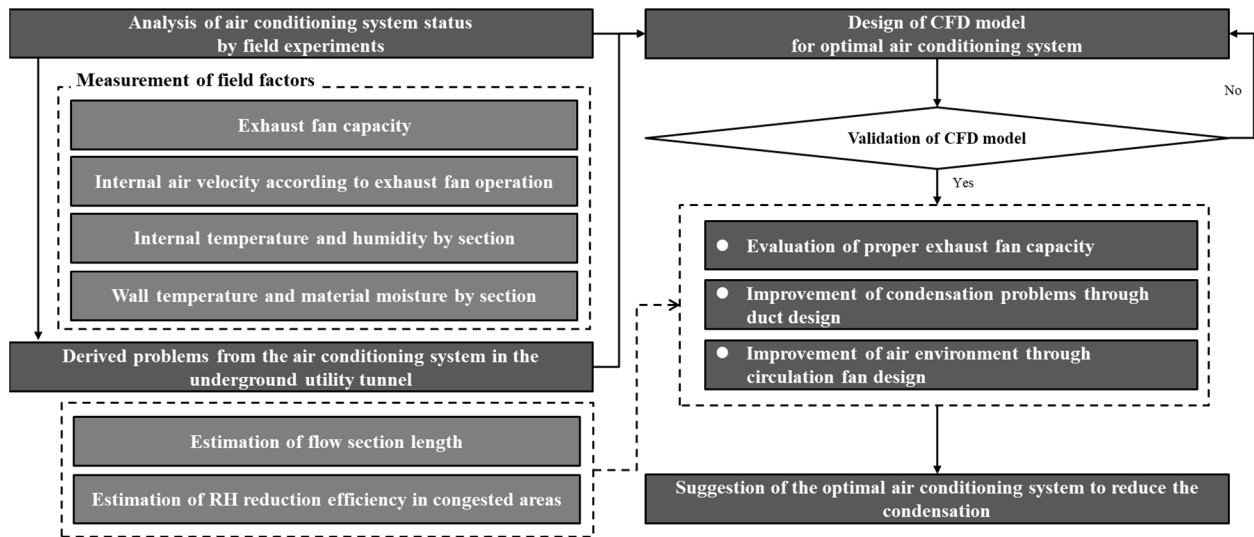 Analysis of air conditioning system status
by field experiments
Measurement of field factors
Exhaust fan capacity
Internal air velocity according to exhaust fan operation
Internal temperature and humidity by section
Wall temperature and material moisture by section
Derived problems from the air conditioning system in the
underground utility tunnel
Estimation of flow section length
Estimation of RH reduction efficiency in congested areas
Design of CFD model
for optimal air conditioning system
No
Validation of CFD model
Yes
● Evaluation of proper exhaust fan capacity
● Improvement of condensation problems through
duct design
● Improvement of air environment through
circulation fan design
Suggestion of the optimal air conditioning system to reduce the
condensation